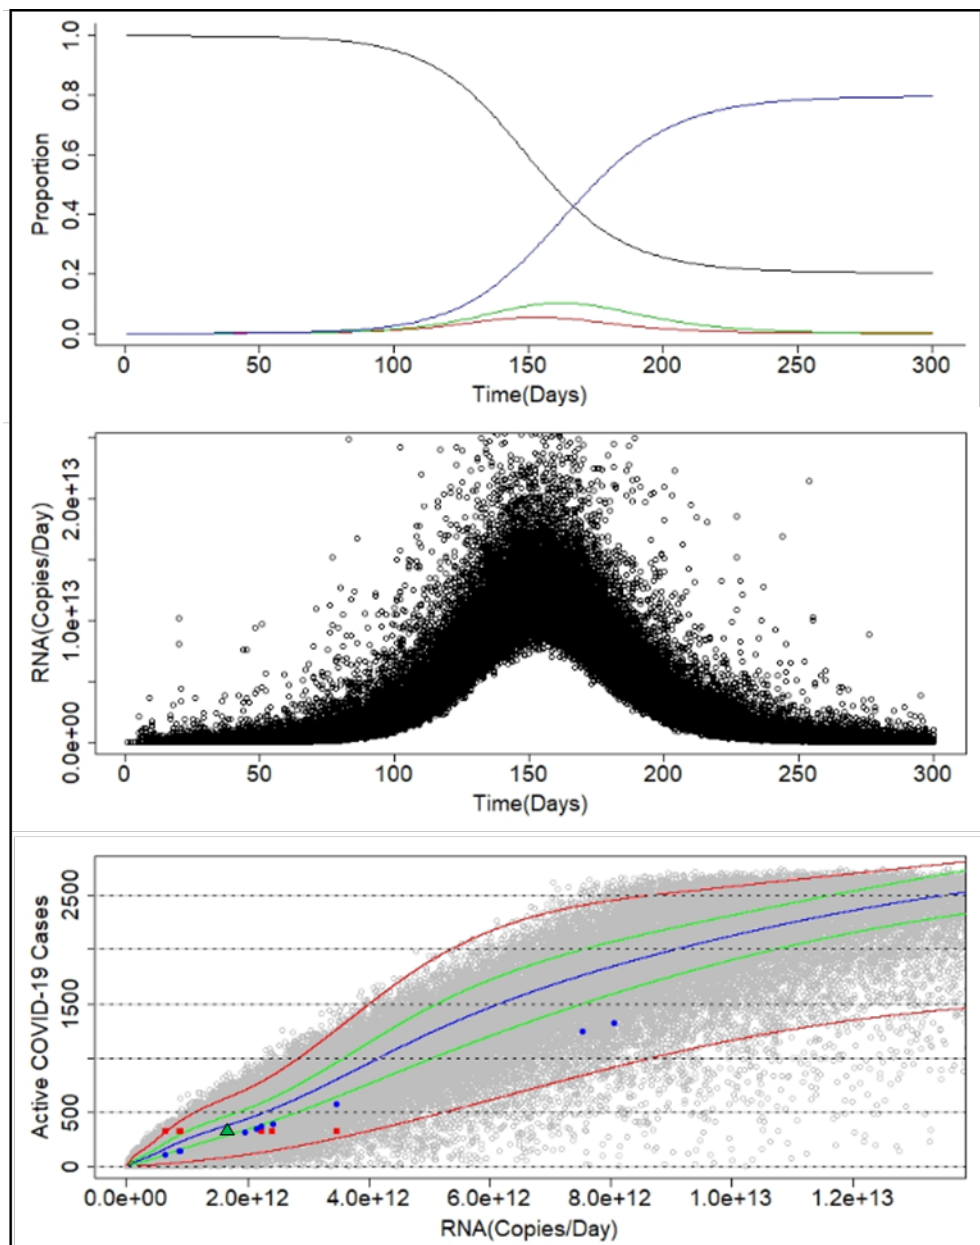 1.0
0.8
0.6
0.4
0.2
0.0
Proportion
0 50 100 150 200 250 300
Time(Days)
2.0e+13
1.0e+13
0.0e+00
RNA(Copies/Day)
0 50 100 150 200 250 300
Time(Days)
2500
1500
500
0
Active COVID-19 Cases
0.0e+00 2.0e+12 4.0e+12 6.0e+12 8.0e+12 1.0e+13 1.2e+13
RNA(Copies/Day)